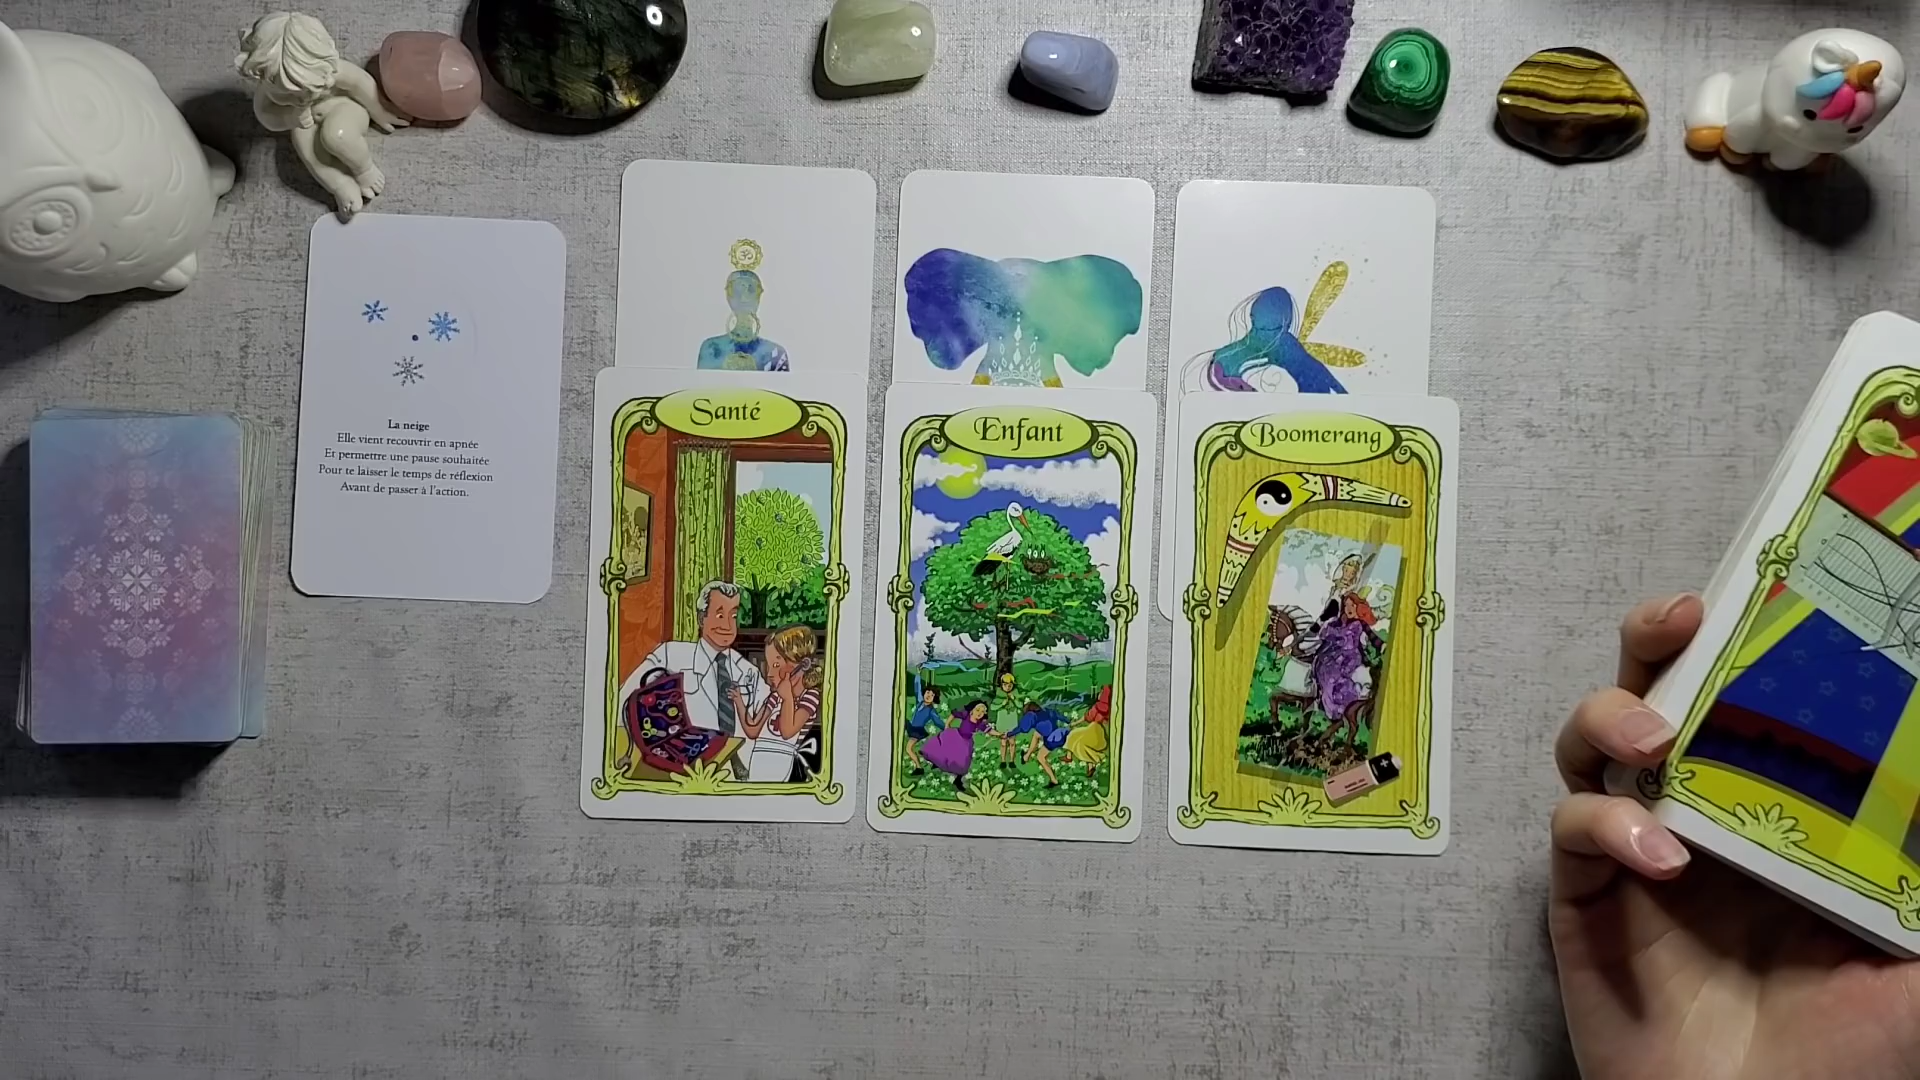 La neige
Elle vient recouvrir en apnée
Et permettre une pause souhaitée
Pour te laisser le temps de réflexion
Avant de passer à l'action.
Santé
Enfant
Boomerang